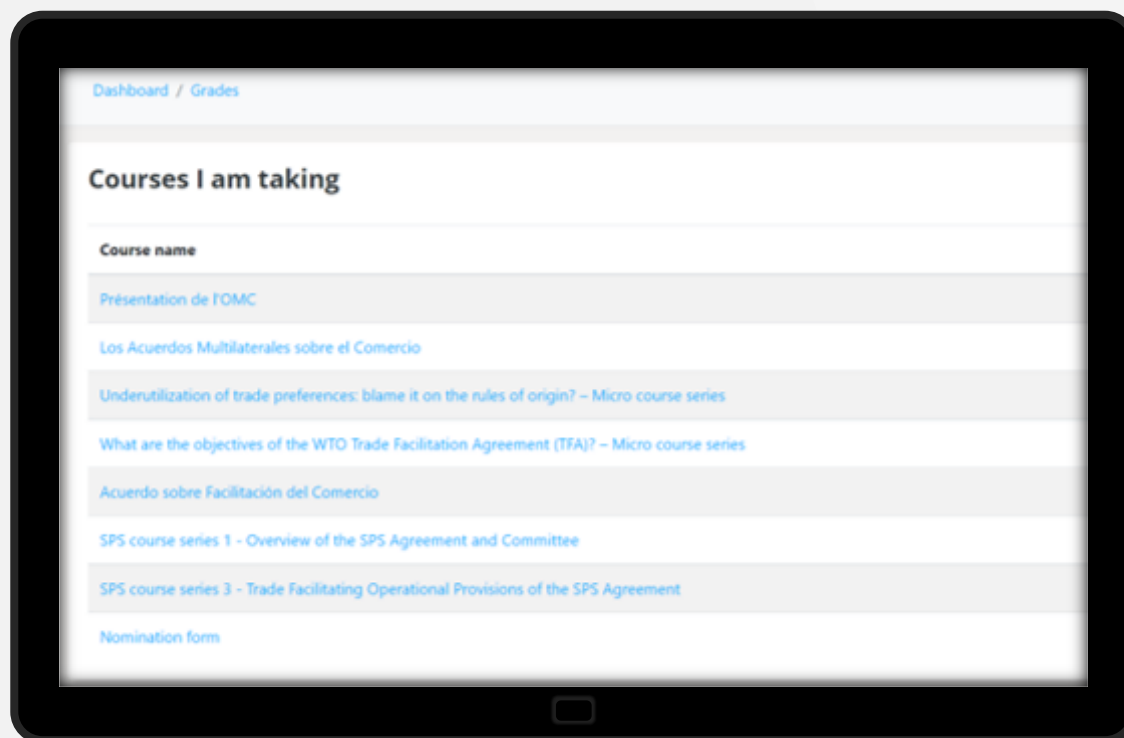 Dashboard / Grades
Courses I am taking
Course name
Présentation de l'OMC
Los Acuerdos Multilaterales sobre el Comercio
Underutilization of trade preferences: blame it on the rules of origin? – Micro course series
What are the objectives of the WTO Trade Facilitation Agreement (TFA)? – Micro course series
Acuerdo sobre Facilitación del Comercio
SPS course series 1 - Overview of the SPS Agreement and Committee
SPS course series 3 - Trade Facilitating Operational Provisions of the SPS Agreement
Nomination form